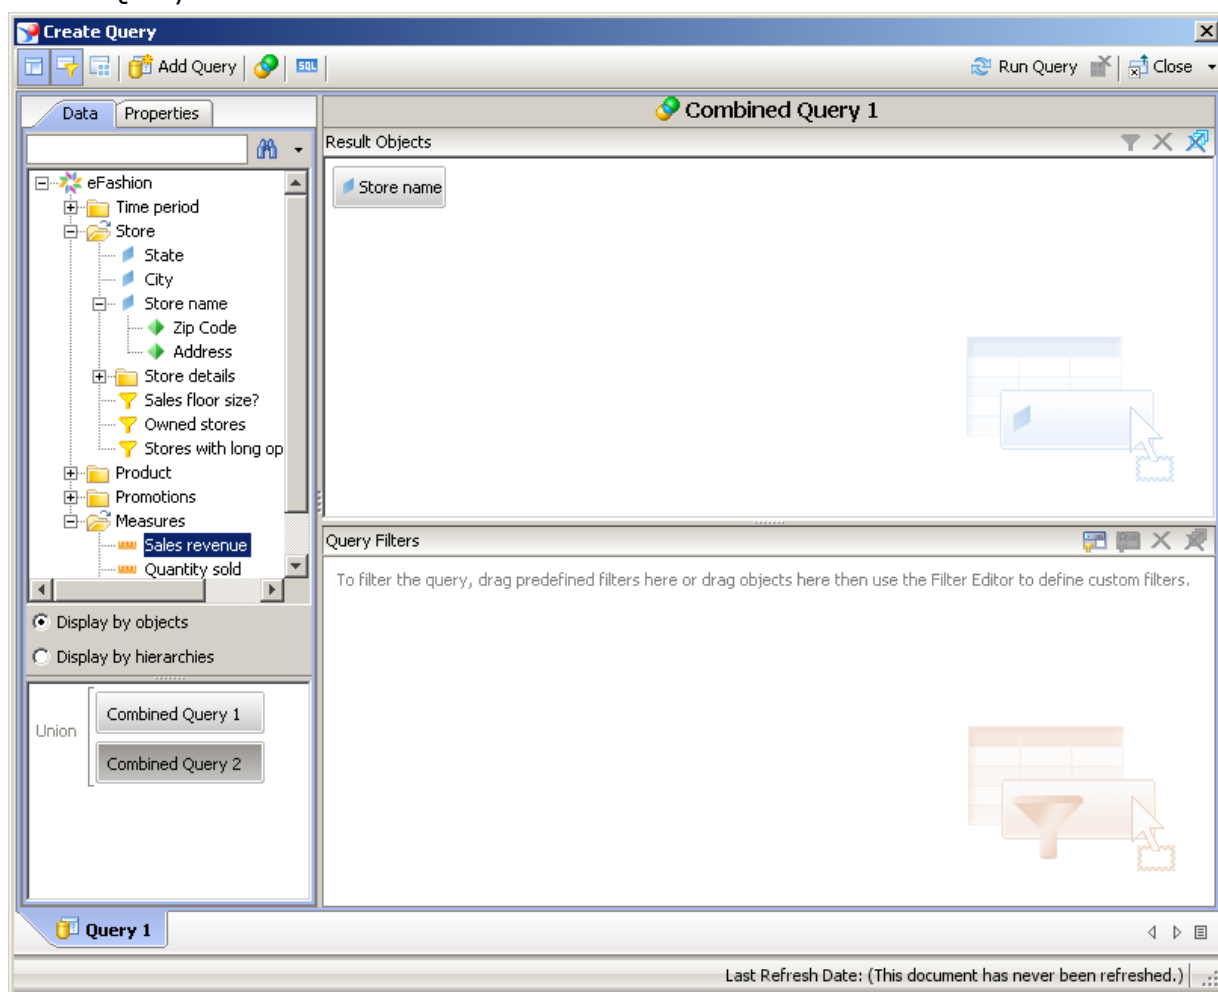 Create Query
Add Query
SQL
Run Query
Close
Data
Properties
Combined Query 1
Result Objects
Store name
eFashion
Time period
Store
State
City
Store name
Zip Code
Address
Store details
Sales floor size?
Owned stores
Stores with long op
Product
Promotions
Measures
Sales revenue
Quantity sold
Display by objects
Display by hierarchies
Union
Combined Query 1
Combined Query 2
Query Filters
To filter the query, drag predefined filters here or drag objects here then use the Filter Editor to define custom filters.
Query 1
Last Refresh Date: (This document has never been refreshed.)